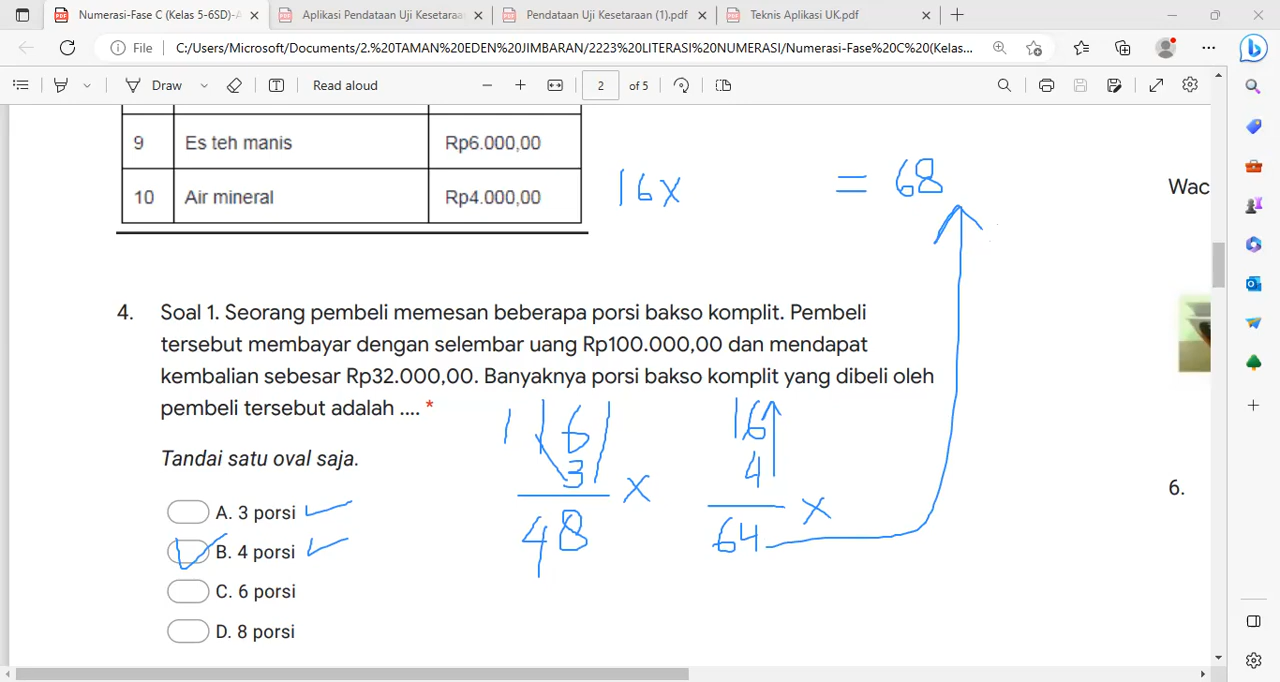 Numerasi-Fase C (Kelas 5-6SD)-A
Aplikasi Pendataan Uji Kesetaraa
Pendataan Uji Kesetaraan (1).pdf
Teknis Aplikasi UK.pdf
File
C:/Users/Microsoft/Documents/2.%20TAMAN%20DEN%20JIMBARAN/2223%20LITERASI%20NUMERASI/Numerasi-Fase%20C%20(Kelas...
Draw
Read aloud
2 of 5
9 Es teh manis Rp6.000,00
10 Air mineral Rp4.000,00
16x = 68
Wac
4. Soal 1. Seorang pembeli memesan beberapa porsi bakso komplit. Pembeli
tersebut membayar dengan selembar uang Rp100.000,00 dan mendapat
kembalian sebesar Rp32.000,00. Banyaknya porsi bakso komplit yang dibeli oleh
pembeli tersebut adalah .... *
Tandai satu oval saja.
A. 3 porsi
B. 4 porsi
C. 6 porsi
D. 8 porsi
1 16
3 x
48
16
4 x
64
6.